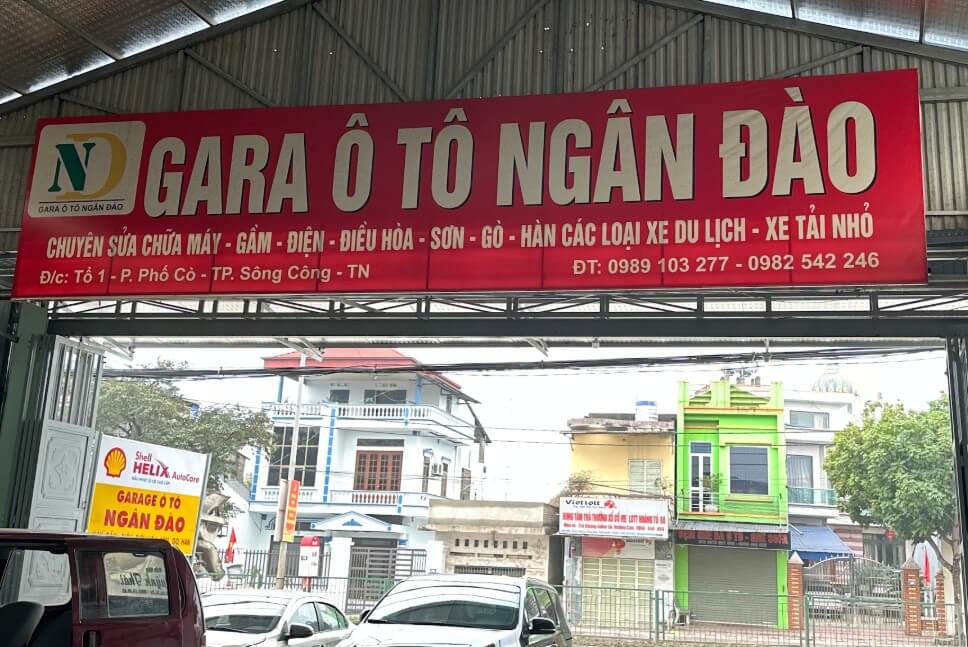 ND
GARA Ô TÔ NGÂN ĐÀO
GARA Ô TÔ NGÂN ĐÀO
CHUYÊN SỬA CHỮA MÁY - GẦM - ĐIỆN - ĐIỀU HÒA - SƠN - GÒ - HÀN CÁC LOẠI XE DU LỊCH - XE TẢI NHỎ
Đ/c: Tổ 1 - P. Phố Cò - TP. Sông Công - TN
ĐT: 0989 103 277 - 0982 542 246
Shell
HELIX AutoCare
GARAGE Ô TÔ
NGÂN ĐÀO
GÒ, HÀN
Vietlott